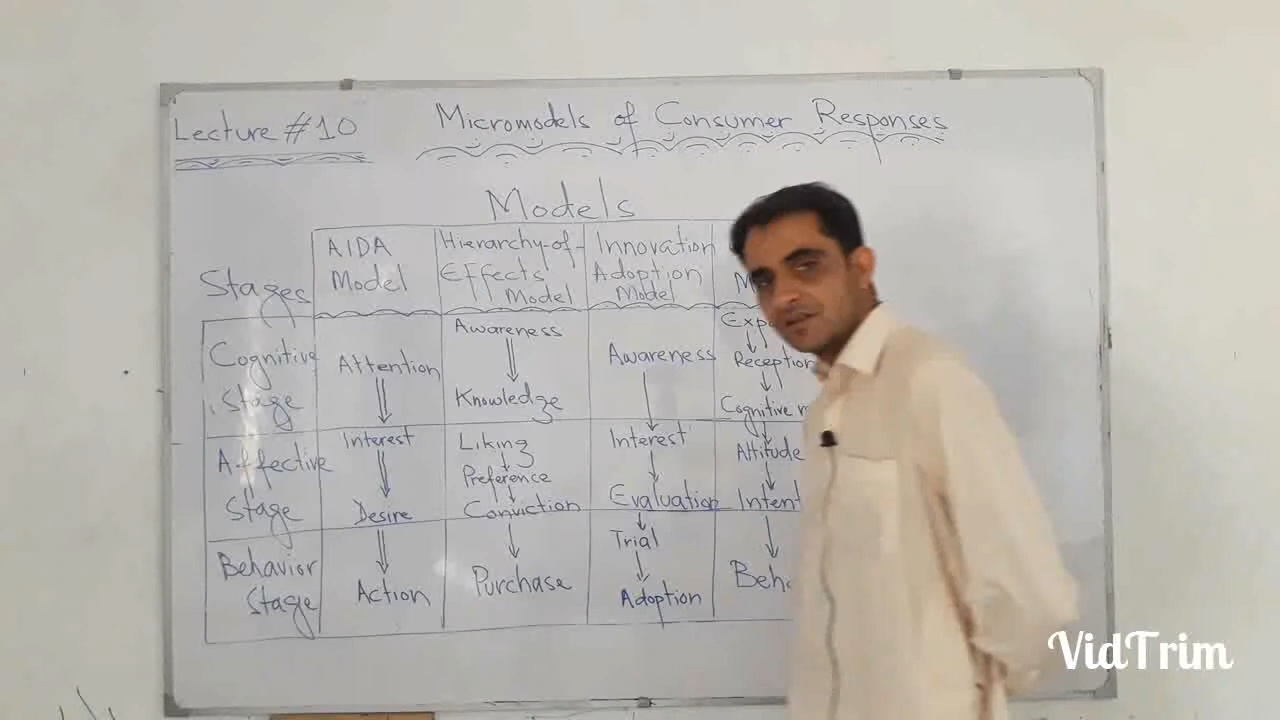 Lecture #10
Micromodels of Consumer Responses
Models
Stages
AIDA
Model
Hierarchy-of-
Effects
Model
Innovation
Adoption
Model
Cognitive
Stage
Attention
Awareness
Knowledge
Awareness
Reception
Cognitive
Affective
Stage
Interest
Desire
Liking
Preference
Conviction
Interest
Evaluation
Attitude
Behavior
Stage
Action
Purchase
Trial
Adoption
VidTrim